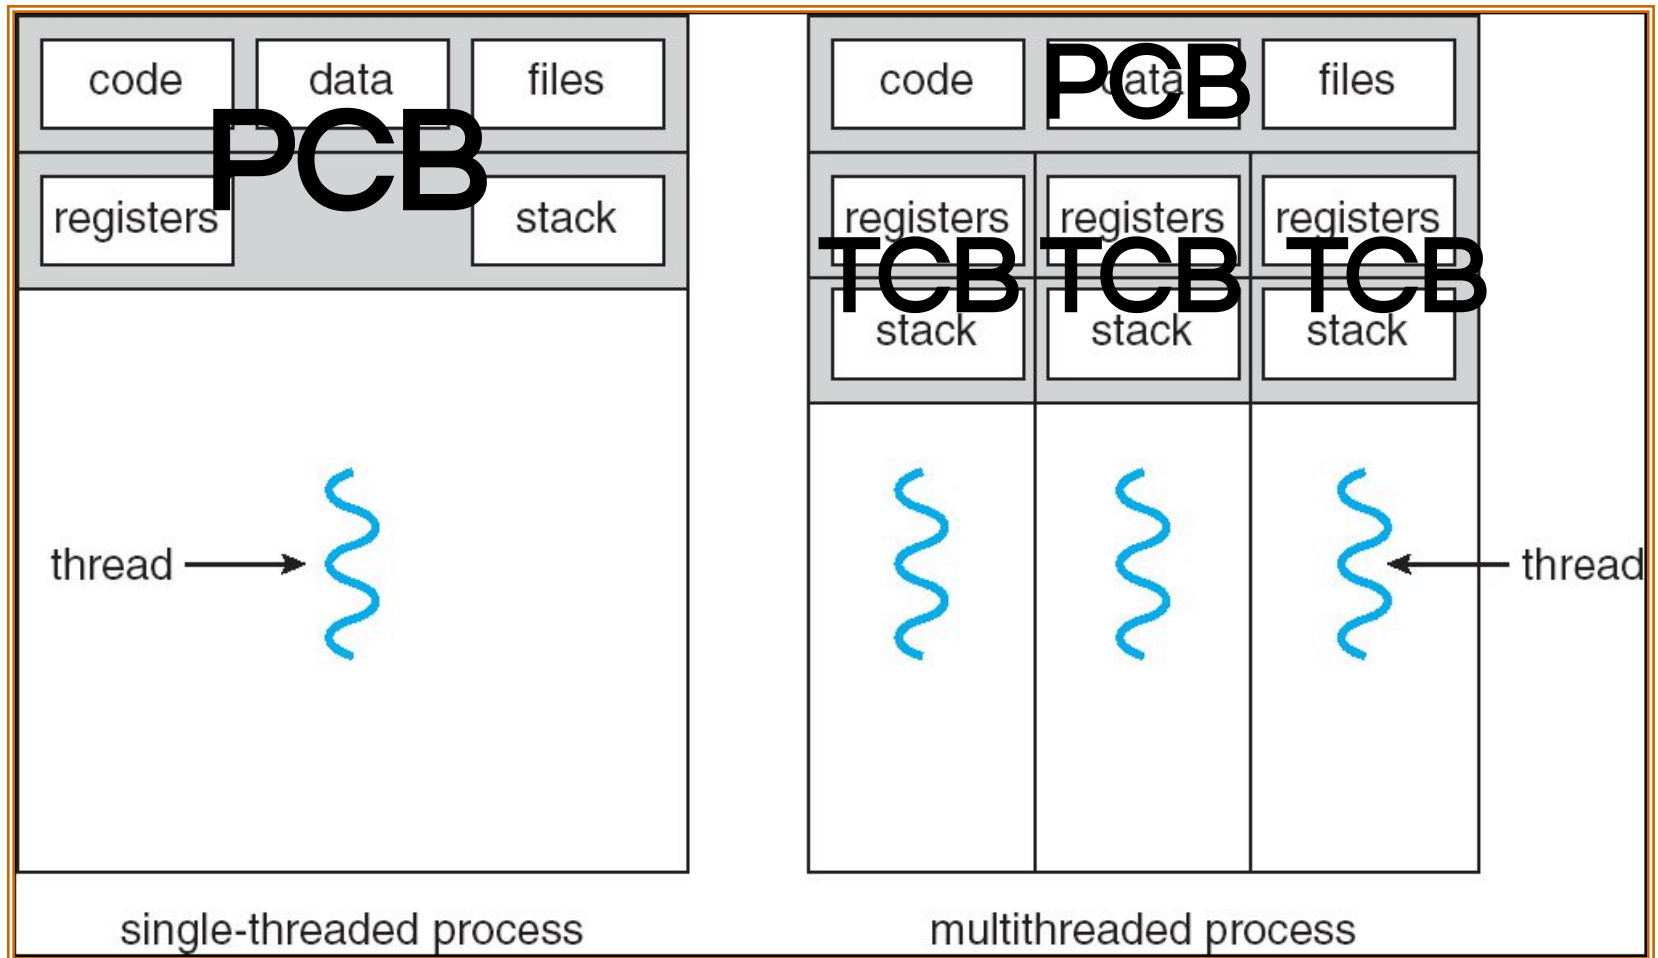 code data files
PCB
registers stack
thread
single-threaded process
code data files
PCB
registers registers registers
TCB TCB TCB
stack stack stack
thread
multithreaded process